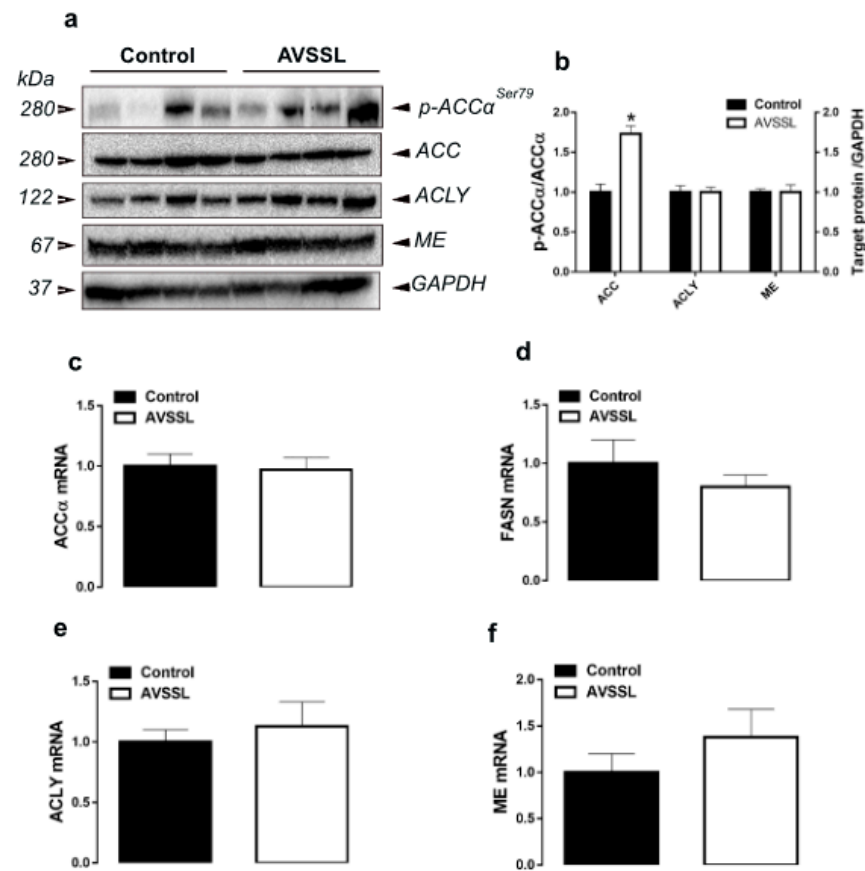 a
Control AVSSL
kDa
280 p-ACCα Ser79
280 ACC
122 ACLY
67 ME
37 GAPDH
b
Control
AVSSL
p-ACCα/ACCα
2.0
1.5
1.0
0.5
0.0
*
2.0
1.5
1.0
0.5
0.0
Target protein /GAPDH
ACC ACLY ME
c
Control
AVSSL
ACCα mRNA
1.5
1.0
0.5
0.0
d
Control
AVSSL
FASN mRNA
1.5
1.0
0.5
0.0
e
Control
AVSSL
ACLY mRNA
1.5
1.0
0.5
0.0
f
Control
AVSSL
ME mRNA
2.0
1.5
1.0
0.5
0.0